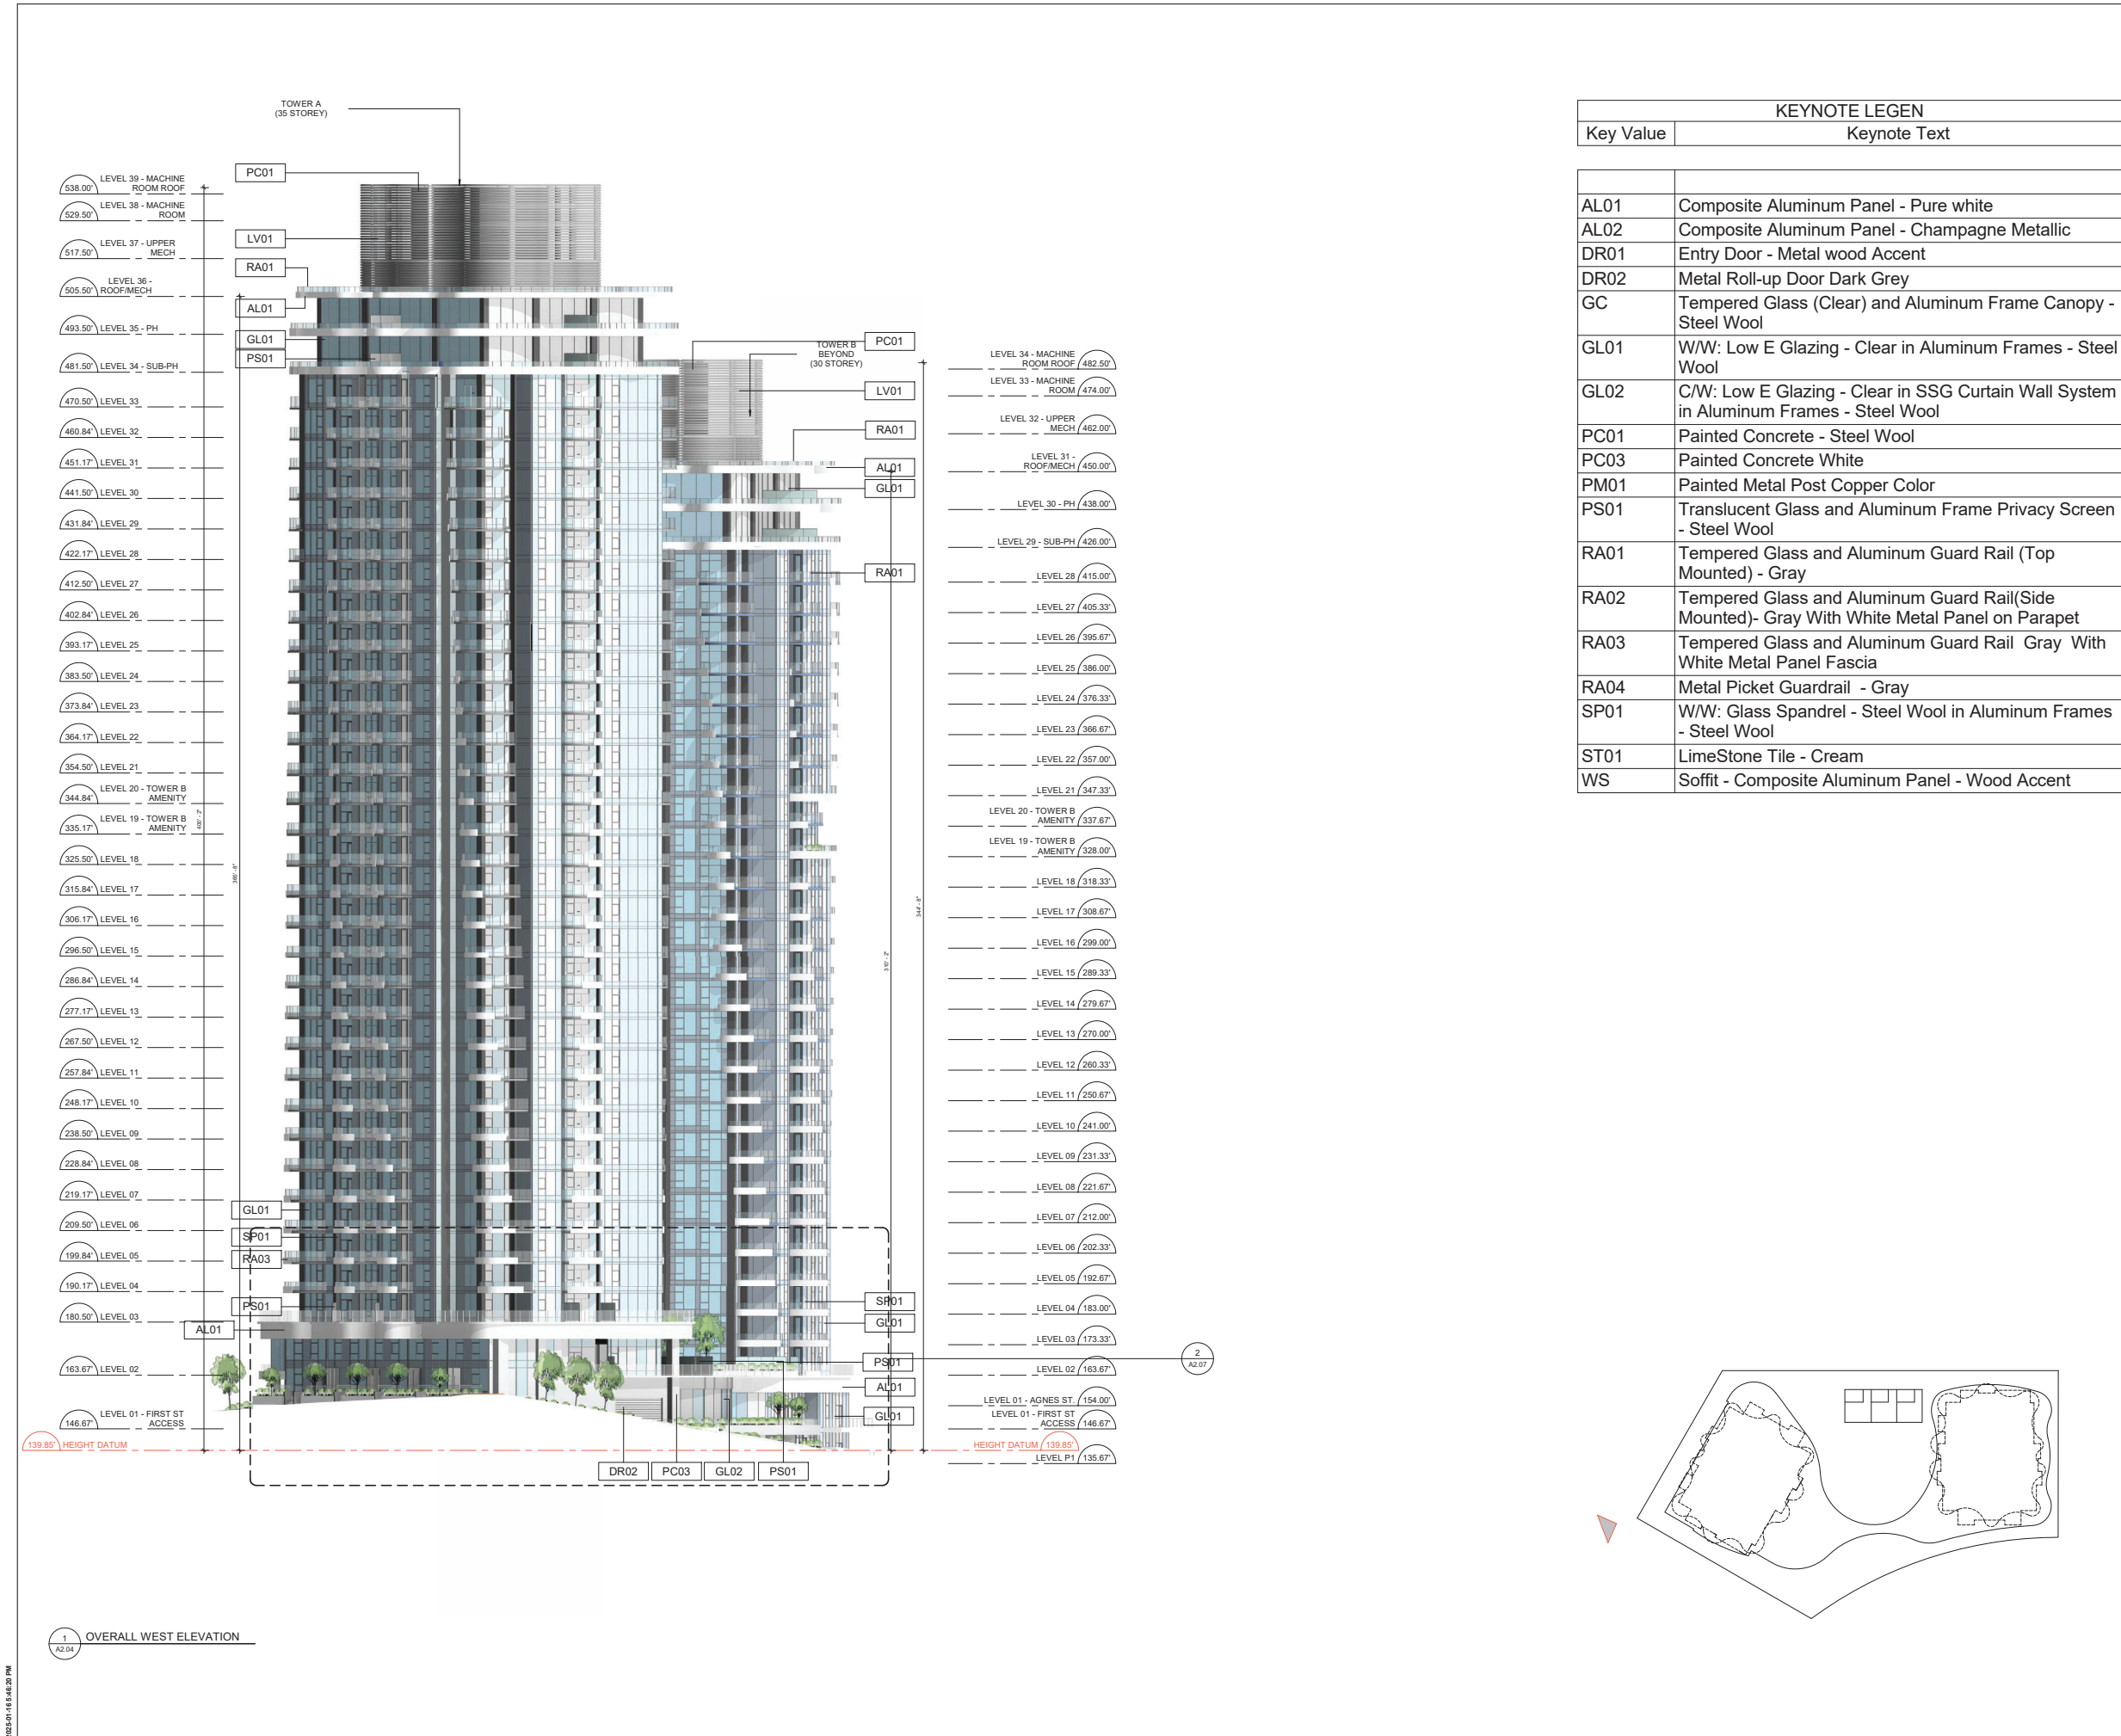 TOWER A
(35 STOREY)
PC01
LV01
RA01
AL01
GL01
PS01
538.00' LEVEL 39 - MACHINE
ROOM ROOF
529.50' LEVEL 38 - MACHINE
ROOM
517.50' LEVEL 37 - UPPER
MECH
505.50' LEVEL 36 -
ROOF/MECH
493.50' LEVEL 35 - PH
481.50' LEVEL 34 - SUB-PH
470.50' LEVEL 33
460.84' LEVEL 32
451.17' LEVEL 31
441.50' LEVEL 30
431.84' LEVEL 29
422.17' LEVEL 28
412.50' LEVEL 27
402.84' LEVEL 26
393.17' LEVEL 25
383.50' LEVEL 24
373.84' LEVEL 23
364.17' LEVEL 22
354.50' LEVEL 21
344.84' LEVEL 20 - TOWER B
AMENITY
335.17' LEVEL 19 - TOWER B
AMENITY
325.50' LEVEL 18
315.84' LEVEL 17
306.17' LEVEL 16
296.50' LEVEL 15
286.84' LEVEL 14
277.17' LEVEL 13
267.50' LEVEL 12
257.84' LEVEL 11
248.17' LEVEL 10
238.50' LEVEL 09
228.84' LEVEL 08
219.17' LEVEL 07
209.50' LEVEL 06
199.84' LEVEL 05
190.17' LEVEL 04
180.50' LEVEL 03
163.67' LEVEL 02
146.67' LEVEL 01 - FIRST ST
ACCESS
139.85' HEIGHT DATUM
365' - 8"
GL01
SP01
RA03
PS01
AL01
TOWER B
BEYOND
(30 STOREY)
PC01
LV01
RA01
AL01
GL01
RA01
310' - 2"
SP01
GL01
PS01
AL01
GL01
DR02
PC03
GL02
PS01
LEVEL 34 - MACHINE
ROOM ROOF 482.50'
LEVEL 33 - MACHINE
ROOM 474.00'
LEVEL 32 - UPPER
MECH 462.00'
LEVEL 31 -
ROOF/MECH 450.00'
LEVEL 30 - PH 438.00'
LEVEL 29 - SUB-PH 426.00'
LEVEL 28 415.00'
LEVEL 27 405.33'
LEVEL 26 395.67'
LEVEL 25 386.00'
LEVEL 24 376.33'
LEVEL 23 366.67'
LEVEL 22 357.00'
LEVEL 21 347.33'
LEVEL 20 - TOWER B
AMENITY 337.67'
LEVEL 19 - TOWER B
AMENITY 328.00'
LEVEL 18 318.33'
LEVEL 17 308.67'
LEVEL 16 299.00'
LEVEL 15 289.33'
LEVEL 14 279.67'
LEVEL 13 270.00'
LEVEL 12 260.33'
LEVEL 11 250.67'
LEVEL 10 241.00'
LEVEL 09 231.33'
LEVEL 08 221.67'
LEVEL 07 212.00'
LEVEL 06 202.33'
LEVEL 05 192.67'
LEVEL 04 183.00'
LEVEL 03 173.33'
LEVEL 02 163.67'
LEVEL 01 - AGNES ST. 154.00'
LEVEL 01 - FIRST ST
ACCESS 146.67'
HEIGHT DATUM 139.85'
LEVEL P1 135.67'
2
A2.07
KEYNOTE LEGEN
Key Value Keynote Text
AL01 Composite Aluminum Panel - Pure white
AL02 Composite Aluminum Panel - Champagne Metallic
DR01 Entry Door - Metal wood Accent
DR02 Metal Roll-up Door Dark Grey
GC Tempered Glass (Clear) and Aluminum Frame Canopy -
Steel Wool
GL01 W/W: Low E Glazing - Clear in Aluminum Frames - Steel
Wool
GL02 C/W: Low E Glazing - Clear in SSG Curtain Wall System
in Aluminum Frames - Steel Wool
PC01 Painted Concrete - Steel Wool
PC03 Painted Concrete White
PM01 Painted Metal Post Copper Color
PS01 Translucent Glass and Aluminum Frame Privacy Screen
- Steel Wool
RA01 Tempered Glass and Aluminum Guard Rail (Top
Mounted) - Gray
RA02 Tempered Glass and Aluminum Guard Rail(Side
Mounted)- Gray With White Metal Panel on Parapet
RA03 Tempered Glass and Aluminum Guard Rail Gray With
White Metal Panel Fascia
RA04 Metal Picket Guardrail - Gray
SP01 W/W: Glass Spandrel - Steel Wool in Aluminum Frames
- Steel Wool
ST01 LimeStone Tile - Cream
WS Soffit - Composite Aluminum Panel - Wood Accent
1
A2.04
OVERALL WEST ELEVATION